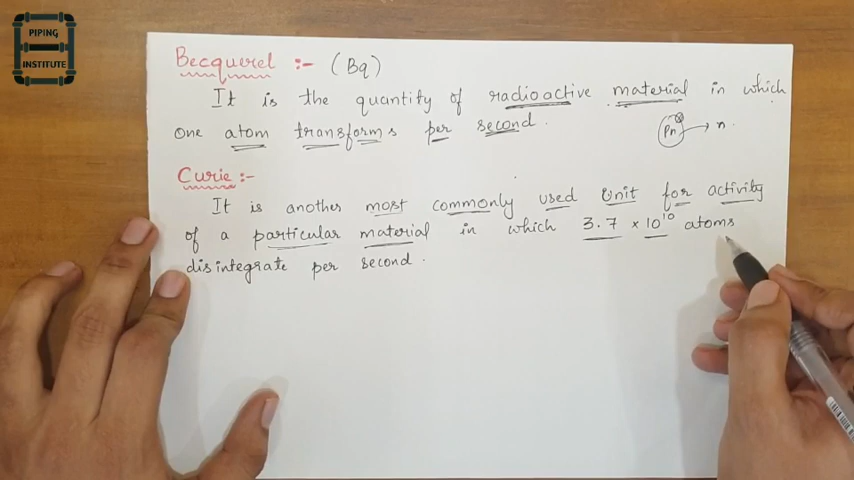 PIPING
INSTITUTE
Becquerel :- (Bq)
It is the quantity of radioactive material in which
one atom transforms per second.
Pn → n.
Curie :-
It is another most commonly used Unit for activity
of a particular material in which 3.7 × 10¹⁰ atoms
disintegrate per second.